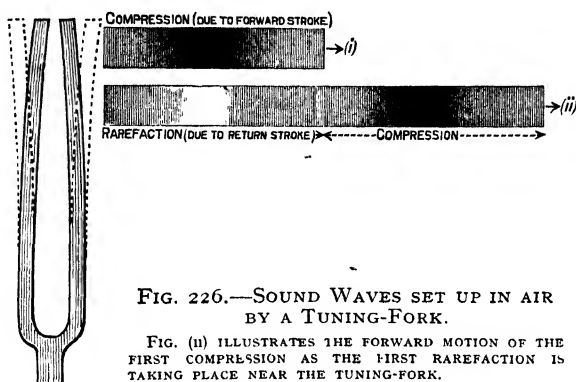 COMPRESSION (DUE TO FORWARD STROKE)
(i)
(ii)
RAREFACTION (DUE TO RETURN STROKE) COMPRESSION
FIG. 226.—SOUND WAVES SET UP IN AIR
BY A TUNING-FORK.
FIG. (11) ILLUSTRATES THE FORWARD MOTION OF THE
FIRST COMPRESSION AS THE FIRST RAREFACTION IS
TAKING PLACE NEAR THE TUNING-FORK.